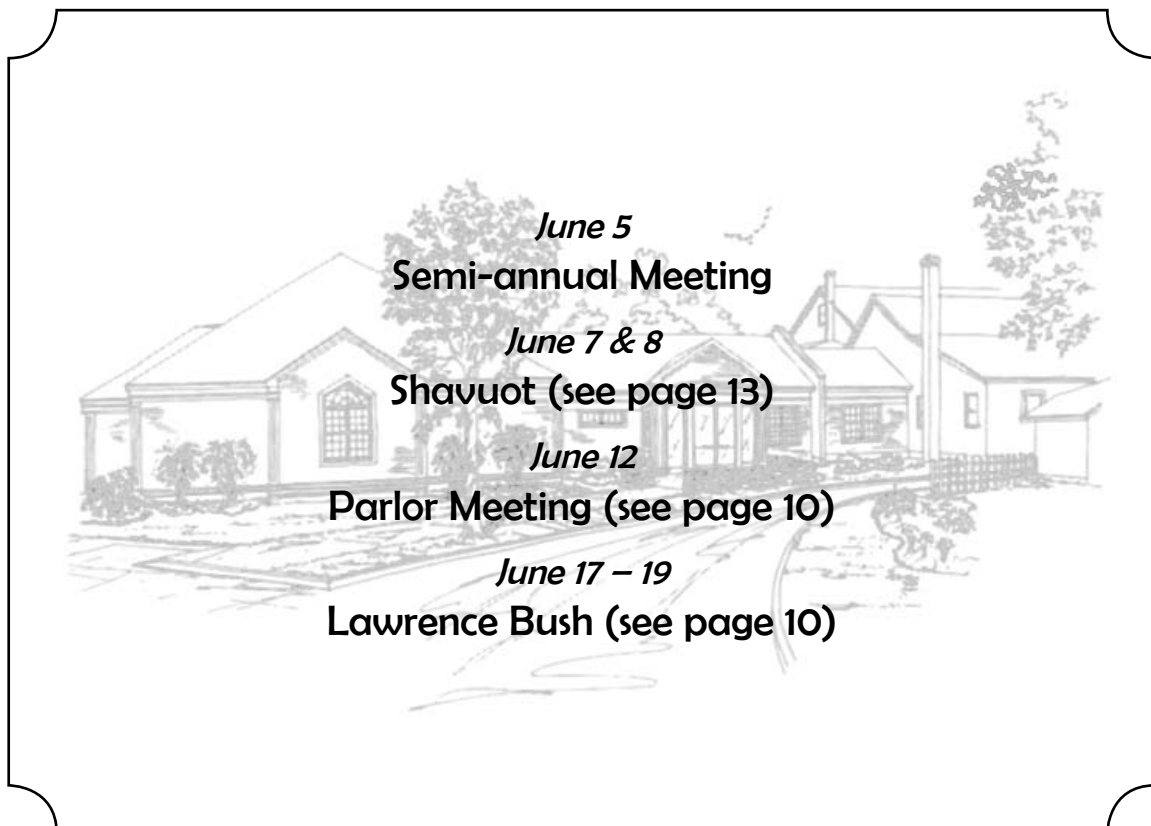 June 5
Semi-annual Meeting
June 7 & 8
Shavuot (see page 13)
June 12
Parlor Meeting (see page 10)
June 17 – 19
Lawrence Bush (see page 10)